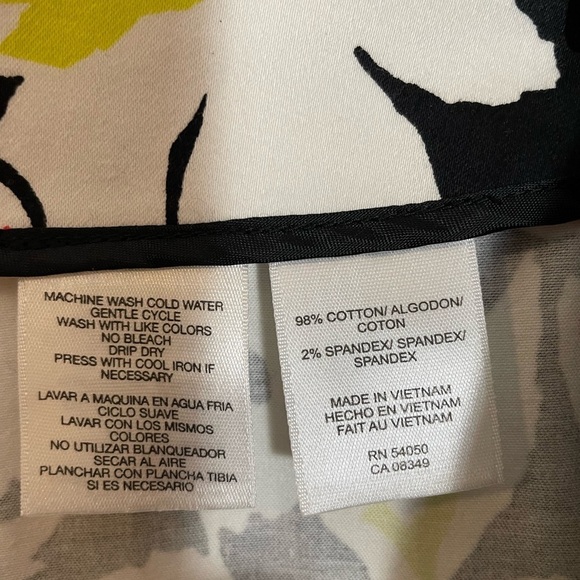 MACHINE WASH COLD WATER
GENTLE CYCLE
WASH WITH LIKE COLORS
NO BLEACH
DRIP DRY
PRESS WITH COOL IRON IF
NECESSARY
LAVAR A MAQUINA EN AGUA FRIA
CICLO SUAVE
LAVAR CON LOS MISMOS
COLORES
NO UTILIZAR BLANQUEADOR
SECAR AL AIRE
PLANCHAR CON PLANCHA TIBIA
SI ES NECESARIO
98% COTTON/ ALGODON/
COTON
2% SPANDEX/ SPANDEX/
SPANDEX
MADE IN VIETNAM
HECHO EN VIETNAM
FAIT AU VIETNAM
RN 54050
CA 08349